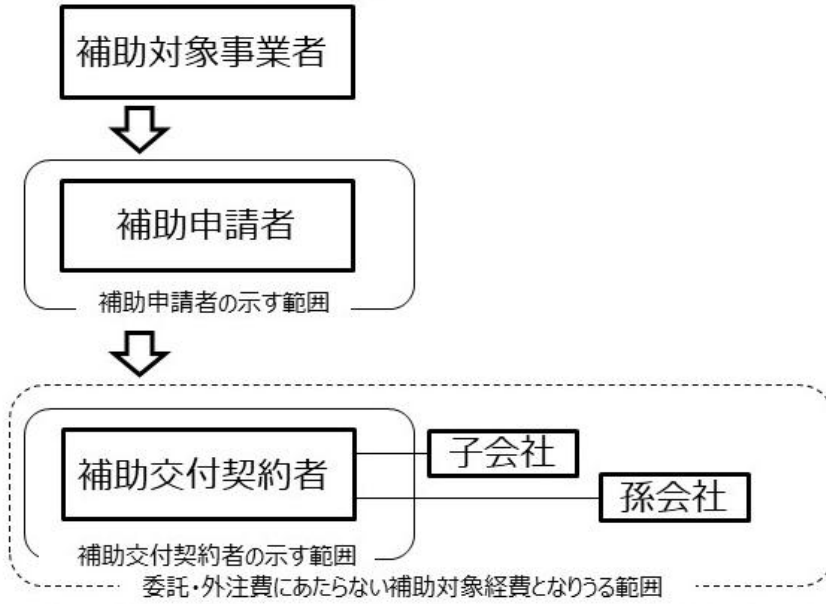 補助対象事業者
補助申請者
補助申請者の示す範囲
補助交付契約者
子会社
孫会社
補助交付契約者の示す範囲
委託・外注費にあたらない補助対象経費となりうる範囲